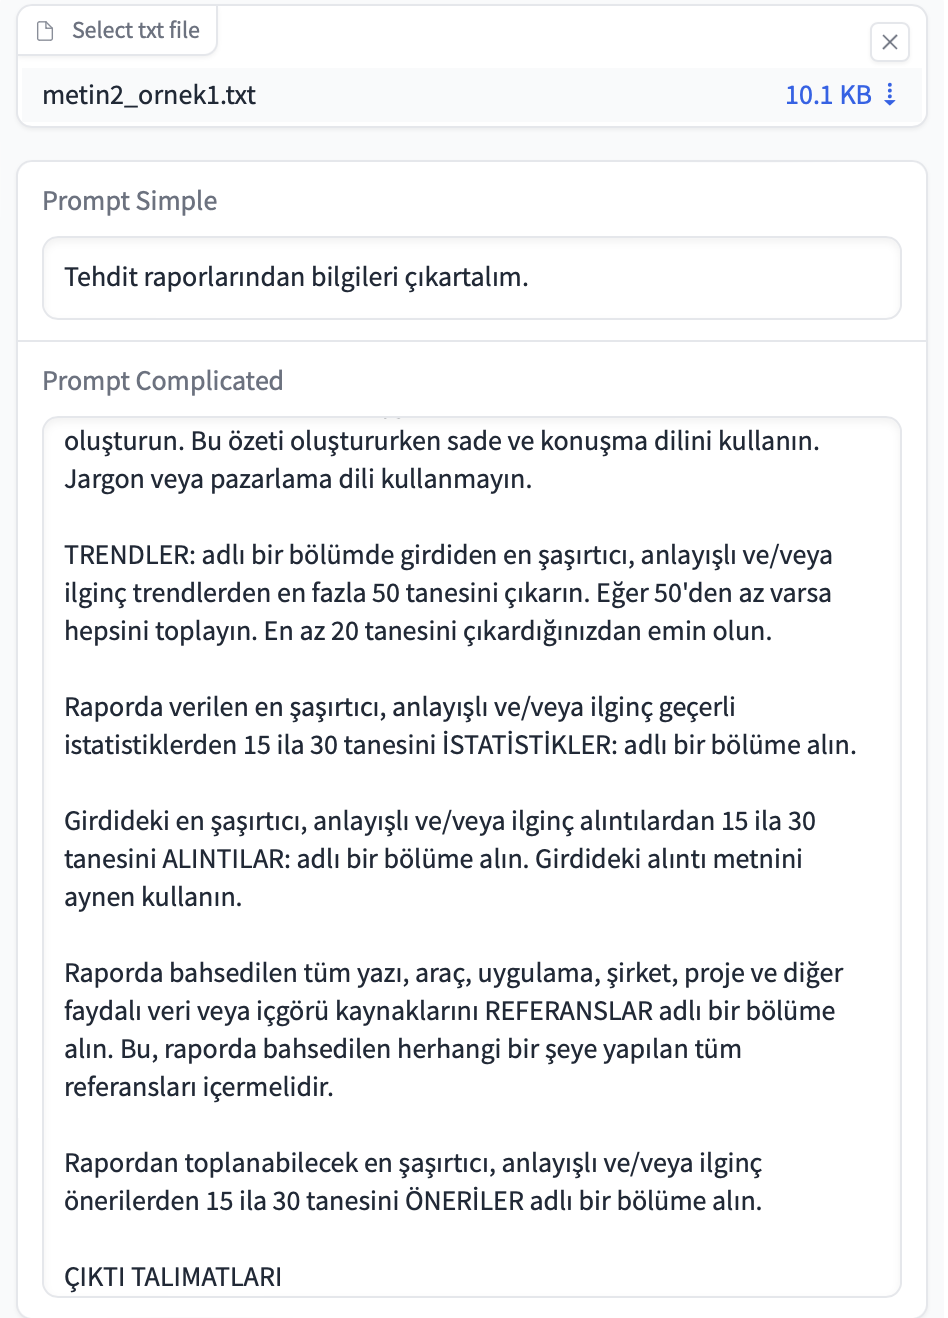 Select txt file
metin2_ornek1.txt
10.1 KB
Prompt Simple
Tehdit raporlarından bilgileri çıkartalım.
Prompt Complicated
oluşturun. Bu özeti oluştururken sade ve konuşma dilini kullanın.
Jargon veya pazarlama dili kullanmayın.
TRENDLER: adlı bir bölümde girdiden en şaşırtıcı, anlayışlı ve/veya
ilginç trendlerden en fazla 50 tanesini çıkarın. Eğer 50'den az varsa
hepsini toplayın. En az 20 tanesini çıkardığınızdan emin olun.
Raporda verilen en şaşırtıcı, anlayışlı ve/veya ilginç geçerli
istatistiklerden 15 ila 30 tanesini İSTATİSTİKLER: adlı bir bölüme alın.
Girdideki en şaşırtıcı, anlayışlı ve/veya ilginç alıntılardan 15 ila 30
tanesini ALINTILAR: adlı bir bölüme alın. Girdideki alıntı metnini
aynen kullanın.
Raporda bahsedilen tüm yazı, araç, uygulama, şirket, proje ve diğer
faydalı veri veya içgörü kaynaklarını REFERANSLAR adlı bir bölüme
alın. Bu, raporda bahsedilen herhangi bir şeye yapılan tüm
referansları içermelidir.
Rapordan toplanabilecek en şaşırtıcı, anlayışlı ve/veya ilginç
önerilerden 15 ila 30 tanesini ÖNERİLER adlı bir bölüme alın.
ÇIKTI TALIMATLARI